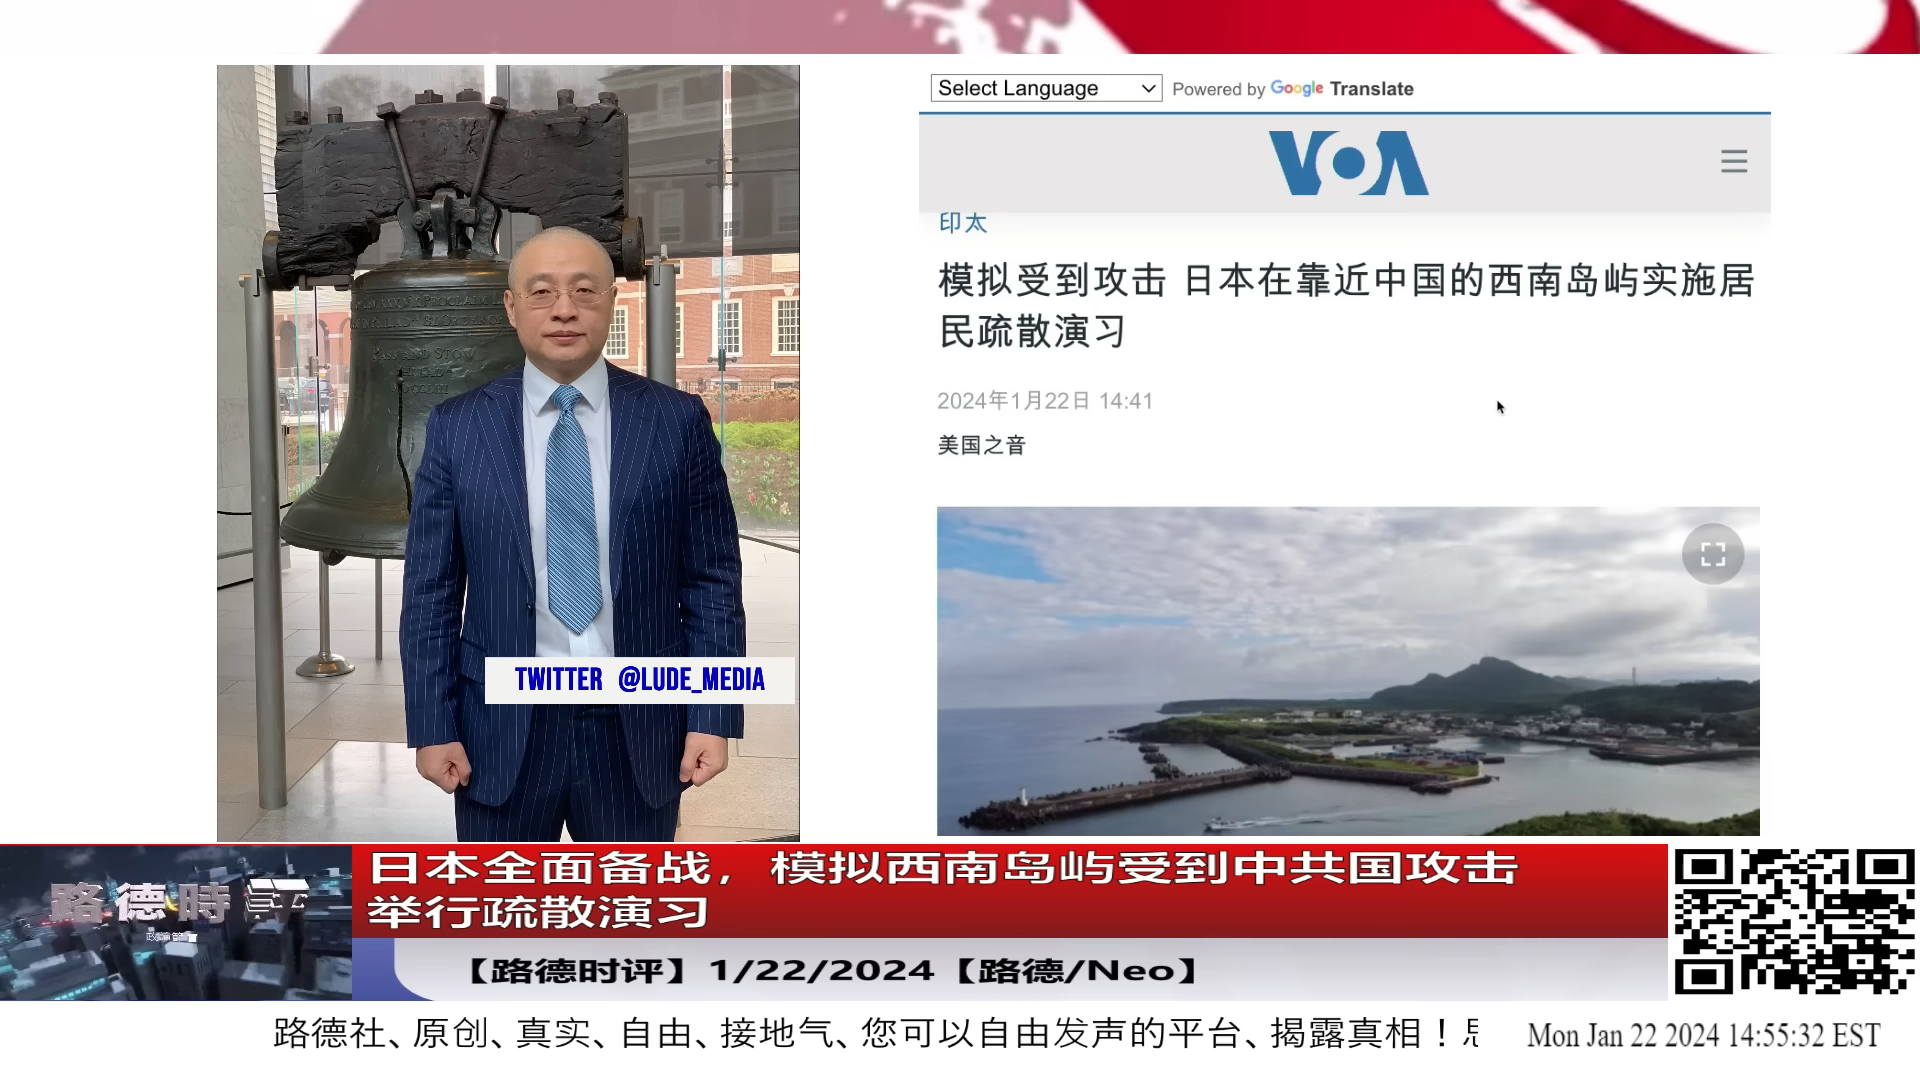 Select Language
Powered by Google Translate
VOA
印太
模拟受到攻击 日本在靠近中国的西南岛屿实施居
民疏散演习
2024年1月22日 14:41
美国之音
PASS AND STOW
TWITTER @LUDE_MEDIA
路德時評
日本全面备战，模拟西南岛屿受到中共国攻击
举行疏散演习
【路德时评】1/22/2024【路德/Neo】
路德社、原创、真实、自由、接地气、您可以自由发声的平台、揭露真相！
Mon Jan 22 2024 14:55:32 EST